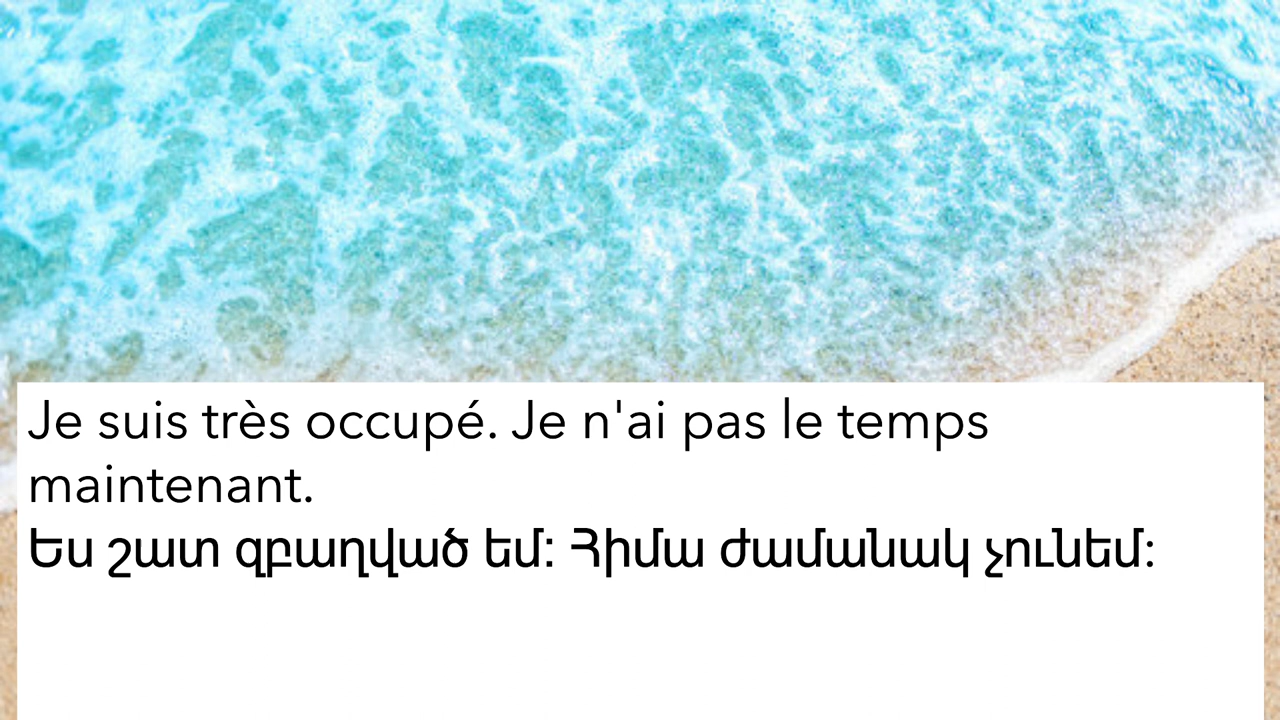 Je suis très occupé. Je n'ai pas le temps
maintenant.
Ես շատ զբաղված եմ: Հիմա ժամանակ չունեմ: